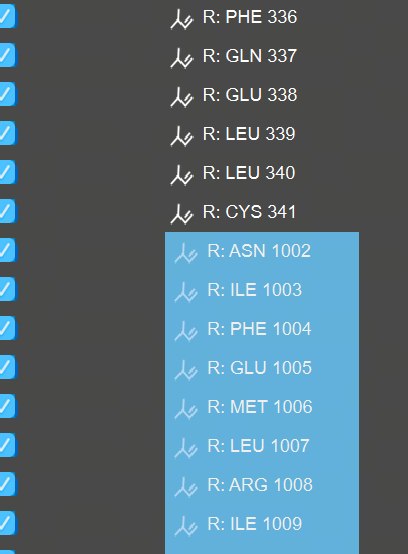 R: PHE 336
R: GLN 337
R: GLU 338
R: LEU 339
R: LEU 340
R: CYS 341
R: ASN 1002
R: ILE 1003
R: PHE 1004
R: GLU 1005
R: MET 1006
R: LEU 1007
R: ARG 1008
R: ILE 1009